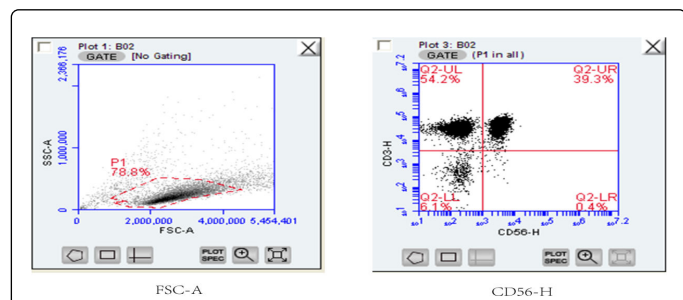 Plot 1: B02
GATE [No Gating]
2,366,176
1,000,000
0
SSC-A
P1
78.8%
0 2,000,000 4,000,000 5,454,401
FSC-A
PLOT SPEC
FSC-A
Plot 3: B02
GATE (P1 in all)
Q2-UL
54.2%
Q2-UR
39.3%
CD3-H
Q2-LL
6.1%
Q2-LR
0.4%
CD56-H
PLOT SPEC
CD56-H